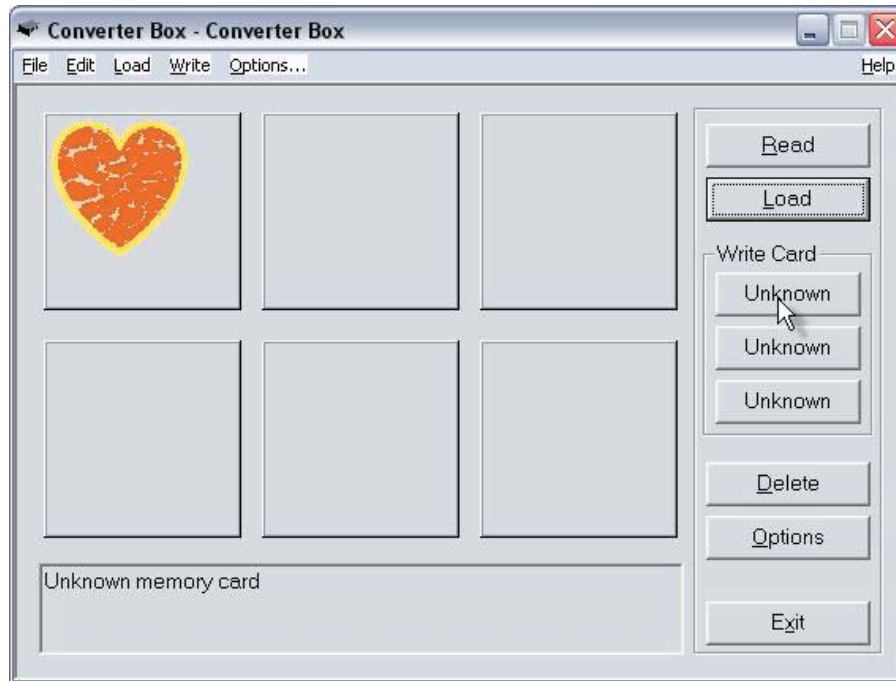 Converter Box - Converter Box
File Edit Load Write Options... Help
Read
Load
Write Card
Unknown
Unknown
Unknown
Delete
Options
Unknown memory card
Exit